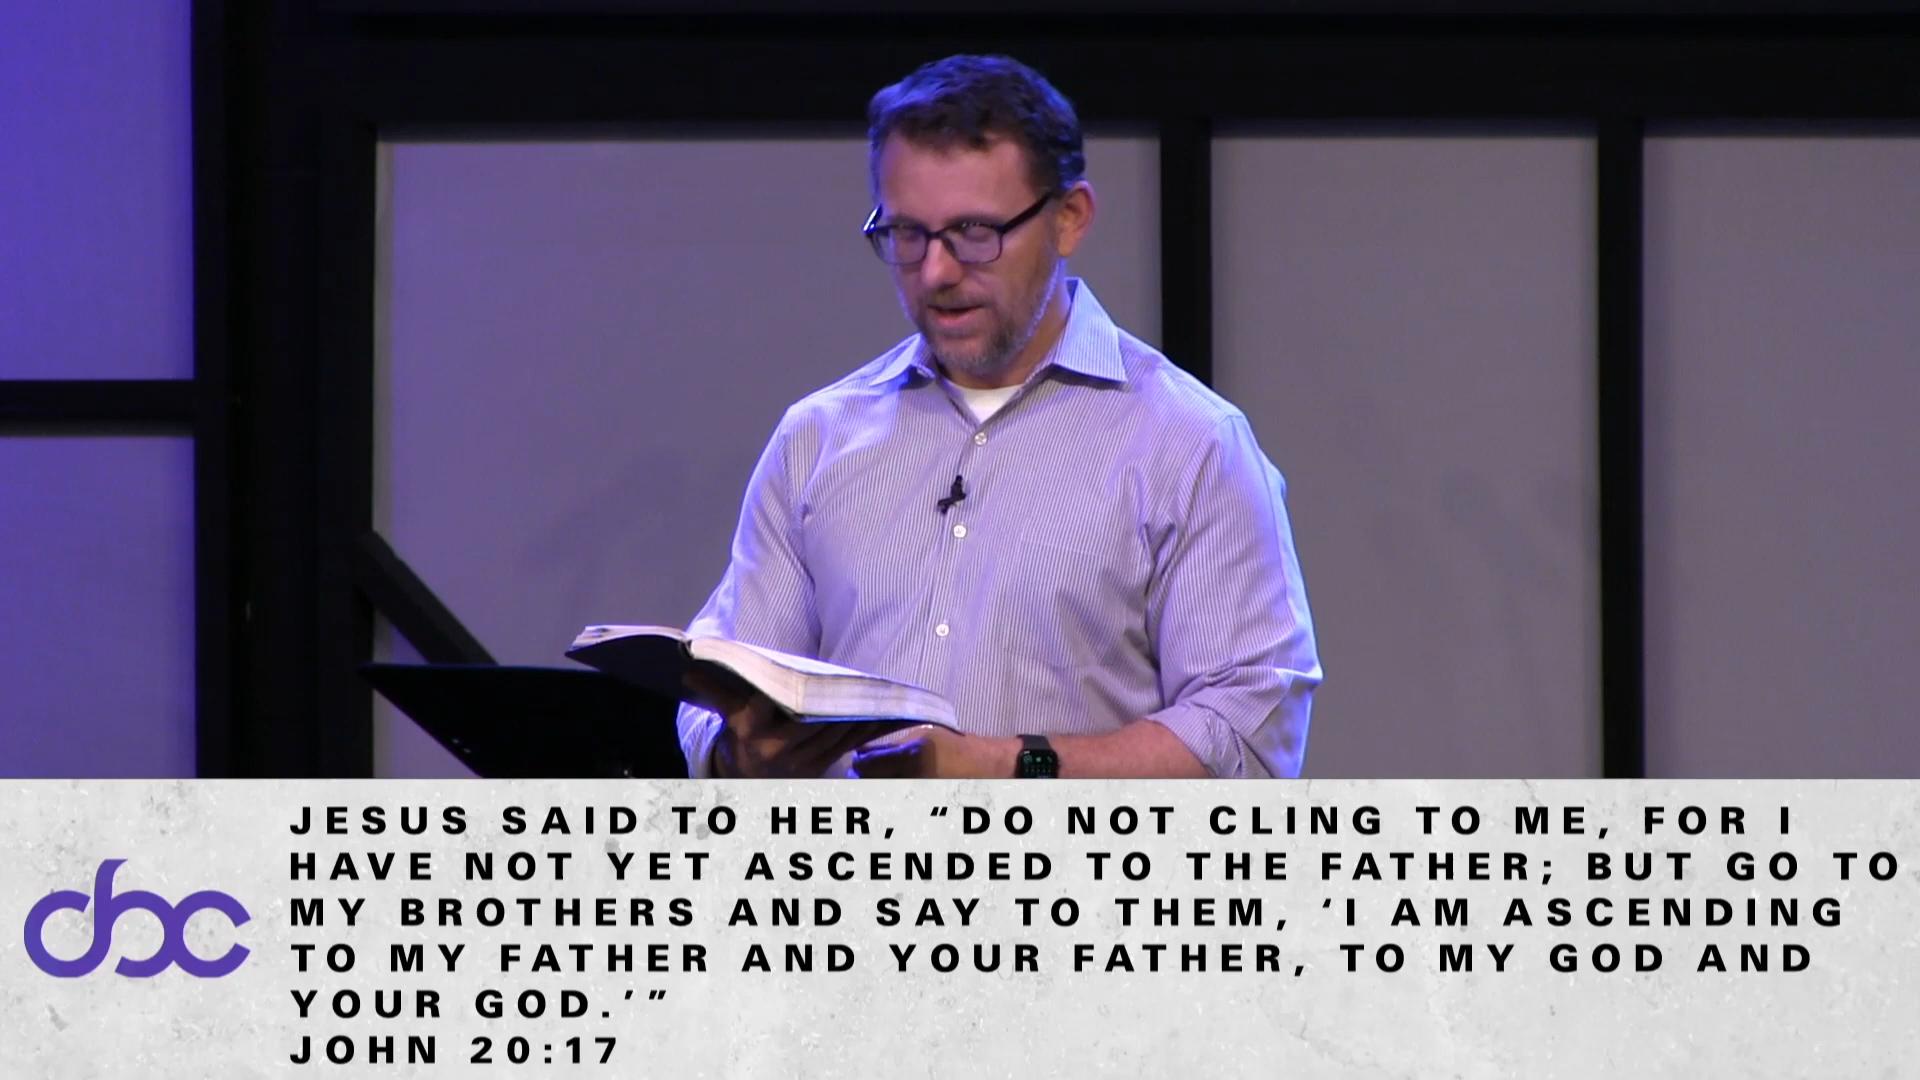 JESUS SAID TO HER, “DO NOT CLING TO ME, FOR I
HAVE NOT YET ASCENDED TO THE FATHER; BUT GO TO
MY BROTHERS AND SAY TO THEM, ‘I AM ASCENDING
TO MY FATHER AND YOUR FATHER, TO MY GOD AND
YOUR GOD.’”
JOHN 20:17
dbc